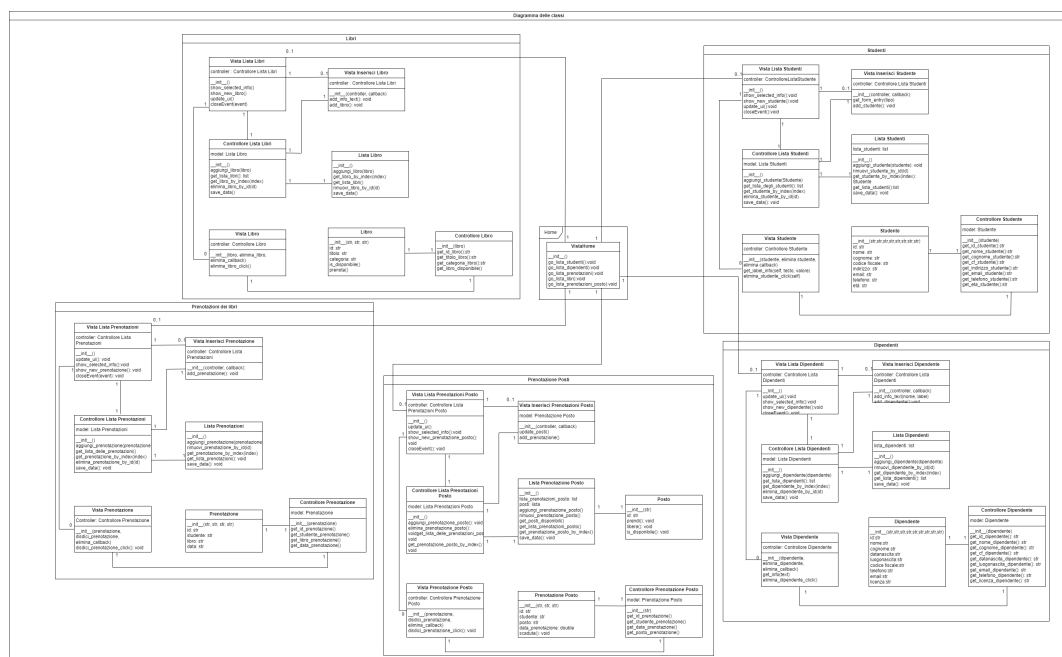 Diagramma delle classi
Libri
Vista Lista Libri
controller : Controllore Lista Libri
__init__()
show_selected_info()
show_new_libro()
update_ui()
closeEvent(event)
Vista Inserisci Libro
controller : Controllore Lista Libri
__init__(controller, callback)
add_info_text(): void
add_libro(): void
Controllore Lista Libri
model: Lista Libro
__init__()
aggiungi_libro(libro)
get_lista_libri(): list
get_libro_by_index(index)
elimina_libro_by_id(id)
save_data()
Lista Libro
__init__()
aggiungi_libro(libro)
get_libro_by_index(index)
get_lista_libri()
rimuovi_libro_by_id(id)
save_data()
Vista Libro
controller : Controllore Libro
__init__(libro, elimina_libro,
elimina_callback)
elimina_libro_click()
Libro
__init__(str, str, str)
id: str
titolo: str
categoria: str
is_disponibile()
prenota()
Controllore Libro
__init__(libro)
get_id_libro():str
get_titolo_libro():str
get_categoria_libro():str
get_libro_disponibile()
Home
VistaHome
__init__()
go_lista_studenti():void
go_lista_dipendenti():void
go_lista_prenotazioni():void
go_lista_libri():void
go_lista_prenotazioni_posto():void
Studenti
Vista Lista Studenti
controller: ControlloreListaStudente
__init__()
show_selected_info():void
show_new_studente():void
update_ui():void
closeEvent():void
Vista Inserisci Studente
controller: Controllore Lista Studenti
__init__(controller, callback)
get_form_entry(tipo)
add_studente(): void
Controllore Lista Studenti
model: Lista Studenti
__init__()
aggiungi_studente(Studente)
get_lista_degli_studenti(): list
get_studente_by_index(index)
elimina_studente_by_id(id)
save_data(): void
Lista Studenti
lista_studenti: list
__init__()
aggiungi_studente(studente): void
rimuovi_studente_by_id(id)
get_studente_by_index(index):
Studente
get_lista_studenti():list
save_data(): void
Vista Studente
controller: Controllore Studente
__init__(studente, elimina studente,
elimina callback)
get_label_info(self, testo, valore)
elimina_studente_click(self)
Studente
__init__(str,str,str,str,str,str,str,str)
id: str
nome: str
cognome: str
codice fiscale: str
indirizzo: str
email: str
telefono: str
età: str
Controllore Studente
model: Studente
__init__(studente)
get_id_studente():str
get_nome_studente():str
get_cognome_studente():str
get_cf_studente():str
get_indirizzo_studente():str
get_email_studente():str
get_telefono_studente():str
get_eta_studente():str
Prenotazioni dei libri
Vista Lista Prenotazioni
controller: Controllore Lista
Prenotazioni
__init__()
update_ui(): void
show_selected_info(): void
show_new_prenotazione(): void
closeEvent(event): void
Vista Inserisci Prenotazione
controller: Controllore Lista
Prenotazioni
__init__(controller, callback)
add_prenotazione(): void
Controllore Lista Prenotazioni
model: Lista Prenotazioni
__init__()
aggiungi_prenotazione(prenotazione)
get_lista_delle_prenotazioni()
get_prenotazione_by_index(index)
elimina_prenotazione_by_id(id)
save_data(): void
Lista Prenotazioni
__init__()
aggiungi_prenotazione(prenotazione)
rimuovi_prenotazione_by_id(id)
get_prenotazione_by_index(index)
get_lista_prenotazioni(): void
save_data(): void
Vista Prenotazione
Controller: Controllore Prenotazione
__init__(prenotazione,
disdici_prenotazione,
elimina_callback)
disdici_prenotazione_click(): void
Prenotazione
__init__(str, str, str, str)
id: str
studente: str
libro: str
data: str
Controllore Prenotazione
model: Prenotazione
__init__(prenotazione)
get_id_prenotazione()
get_studente_prenotazione()
get_libro_prenotazione()
get_data_prenotazione()
Prenotazione Posti
Vista Lista Prenotazioni Posto
controller: Controllore Lista
Prenotazioni Posto
__init__()
update_ui()
show_selected_info(): void
show_new_prenotazione_posto():
void
closeEvent(): void
Vista Inserisci Prenotazioni Posto
model: Prenotazione Posto
__init__(controller, callback)
update_posti()
add_prenotazione()
Controllore Lista Prenotazioni
Posto
model: Lista Prenotazioni Posto
__init__()
aggiungi_prenotazione_posto(): void
elimina_prenotazione_posto():
voidget_lista_delle_prenotazioni_pos
void
get_prenotazione_posto_by_index():
void
Lista Prenotazione Posto
__init__()
lista_prenotazioni_posto: list
posti: lista
aggiungi_prenotazione_posto()
rimuovi_prenotazione_posto()
get_posti_disponibili()
get_lista_prenotazioni_posto()
get_prenotazione_posto_by_index()
save_data(): void
Posto
__init__(str)
id: str
prendi(): void
libera(): void
is_disponibile(): void
Vista Prenotazione Posto
controller: Controllore Prenotazione
Posto
__init__(prenotazione,
disdici_prenotazione,
elimina_callback)
disdici_prenotazione_click(): void
Prenotazione Posto
__init__(str, str, str)
id: str
studente: str
posto: str
data_prenotazione: double
scaduta(): void
Controllore Prenotazione Posto
model: Prenotazione Posto
__init__(str)
get_id_prenotazione()
get_studente_prenotazione()
get_data_prenotazione()
get_posto_prenotazione()
Dipendenti
Vista Lista Dipendenti
controller: Controllore Lista
Dipendenti
__init__()
update_ui(): void
show_selected_info(): void
show_new_dipendente(): void
closeEvent(): void
Vista Inserisci Dipendente
controller: Controllore Lista
Dipendenti
__init__(controller, callback)
add_info_text(nome, label)
add_dipendente(): void
Controllore Lista Dipendenti
model: Lista Dipendenti
__init__()
aggiungi_dipendente(dipendente)
get_lista_dipendenti(): list
get_dipendente_by_index(index)
elimina_dipendente_by_id(id)
save_data(): void
Lista Dipendenti
lista_dipendenti: list
__init__()
aggiungi_dipendente(dipendente)
rimuovi_dipendente_by_id(id)
get_dipendente_by_index(index)
get_lista_dipendenti(): list
save_data(): void
Vista Dipendente
controller: Controllore Dipendente
__init__(dipendente,
elimina_dipendente,
elimina_callback)
get_info(text)
elimina_dipendente_click()
Dipendente
id:str
nome:str
cognome:str
datanascita:str
luogonascita:str
codice fiscale:str
telefono:str
email:str
licenza:str
Controllore Dipendente
model: Dipendente
__init__(dipendente)
get_id_dipendente(): str
get_nome_dipendente(): str
get_cognome_dipendente(): str
get_cf_dipendente(): str
get_datanascita_dipendente(): str
get_luogonascita_dipendente(): str
get_email_dipendente(): str
get_telefono_dipendente(): str
get_licenza_dipendente(): str